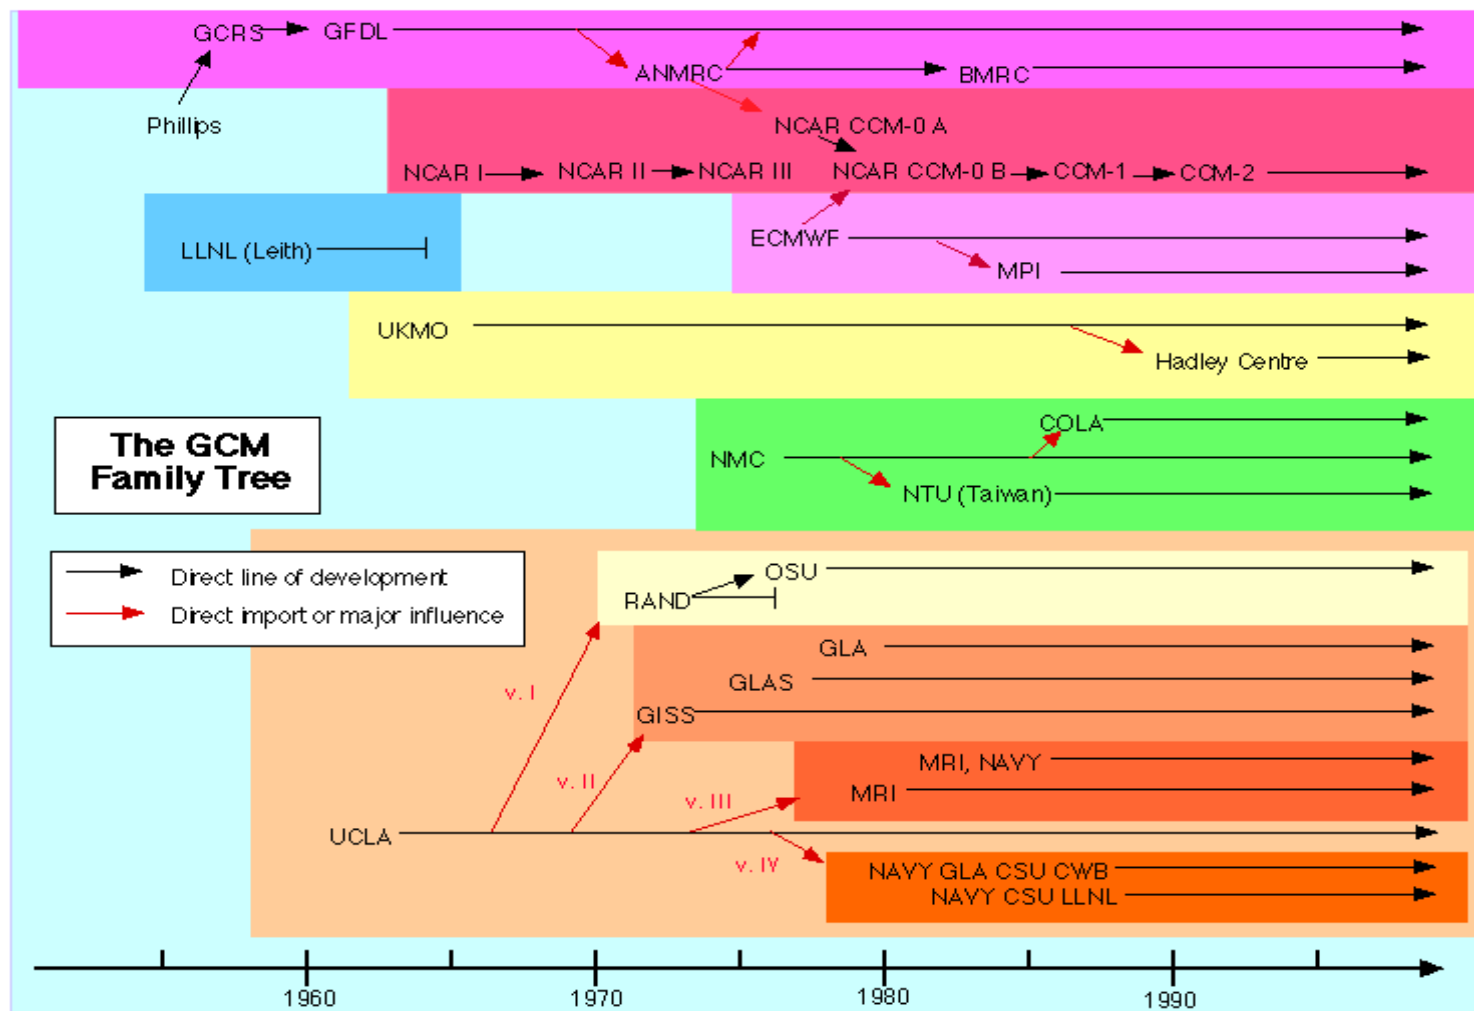 GCRS GFDL
ANMRC BMRC
Phillips
NCAR CCM-0 A
NCAR I NCAR II NCAR III NCAR CCM-0 B CCM-1 CCM-2
LLNL (Leith)
ECMWF
MPI
UKMO
Hadley Centre
The GCM
Family Tree
COLA
NMC
NTU (Taiwan)
Direct line of development
Direct import or major influence
OSU
RAND
GLA
GLAS
GISS
v. I
v. II
MRI, NAVY
MRI
v. III
UCLA
v. IV
NAVY GLA CSU CWB
NAVY CSU LLNL
1960 1970 1980 1990